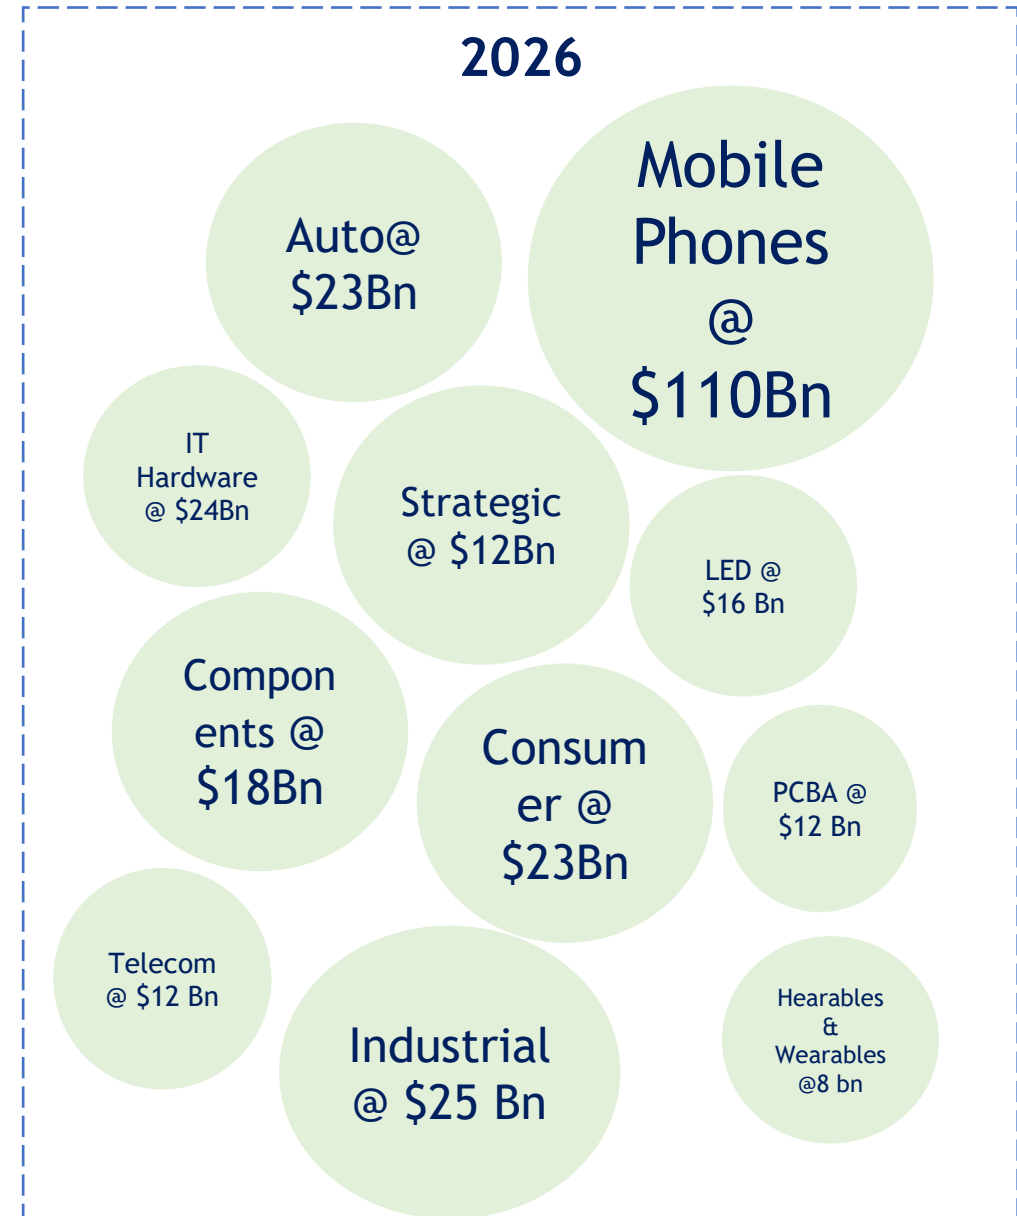 2026
Mobile
Phones
@
$110Bn
Auto@
$23Bn
IT
Hardware
@ $24Bn
Strategic
@ $12Bn
LED @
$16 Bn
Compon
ents @
$18Bn
Consum
er @
$23Bn
PCBA @
$12 Bn
Telecom
@ $12 Bn
Industrial
@ $25 Bn
Hearables
&
Wearables
@8 bn